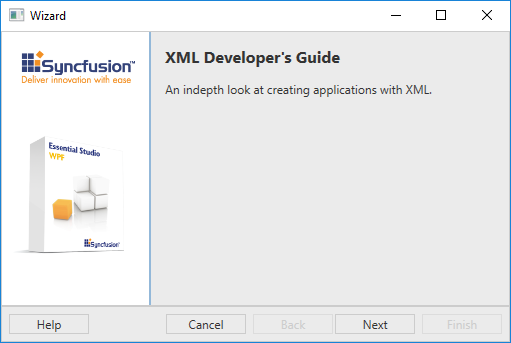 Wizard
Syncfusion™
Deliver innovation with ease
Essential Studio
WPF
Syncfusion
XML Developer's Guide
An indepth look at creating applications with XML.
Help
Cancel
Back
Next
Finish